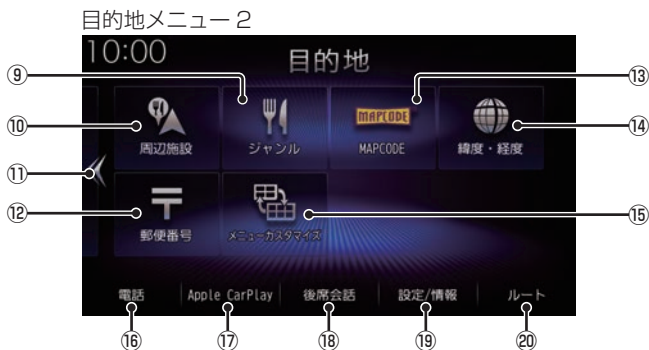 目的地メニュー 2
10:00 目的地
⑨ ⑬
⑩ MAPCODE ⑭
周辺施設 ジャンル MAPCODE 緯度・経度
⑪
⑫ ⑮
郵便番号 メニューカスタマイズ
電話 Apple CarPlay 後席会話 設定/情報 ルート
⑯ ⑰ ⑱ ⑲ ⑳